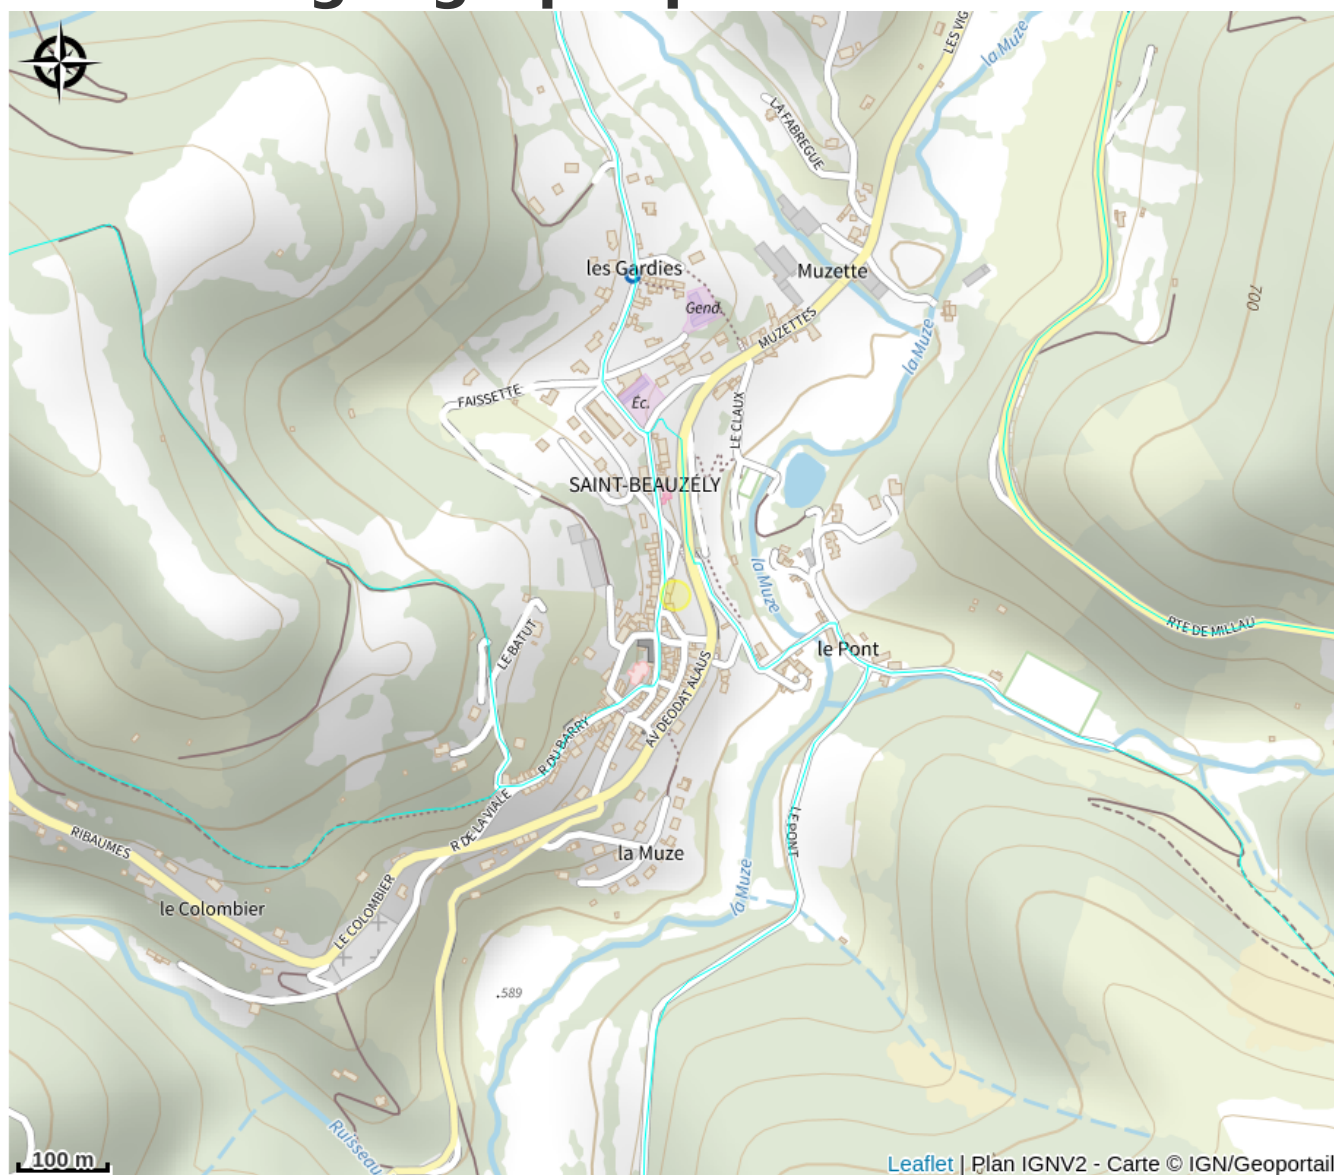 la Muze
LES VIG
LA FABREGUE
les Gardies
Muzette
700
Gend.
MUZETTES
la Muze
FAISSETTE
Éc.
LE CLAUX
SAINT-BEAUZÉLY
la Muze
RTE DE MILLAU
LE BATUT
le Pont
AV DEODAT ALAUS
R DU BARRY
R DE LA VIALE
LE PONT
RIBAUMES
la Muze
la Muze
le Colombier
LE COLOMBIER
.589
Ruisseau
100 m
Leaflet | Plan IGNV2 - Carte © IGN/Geoportail